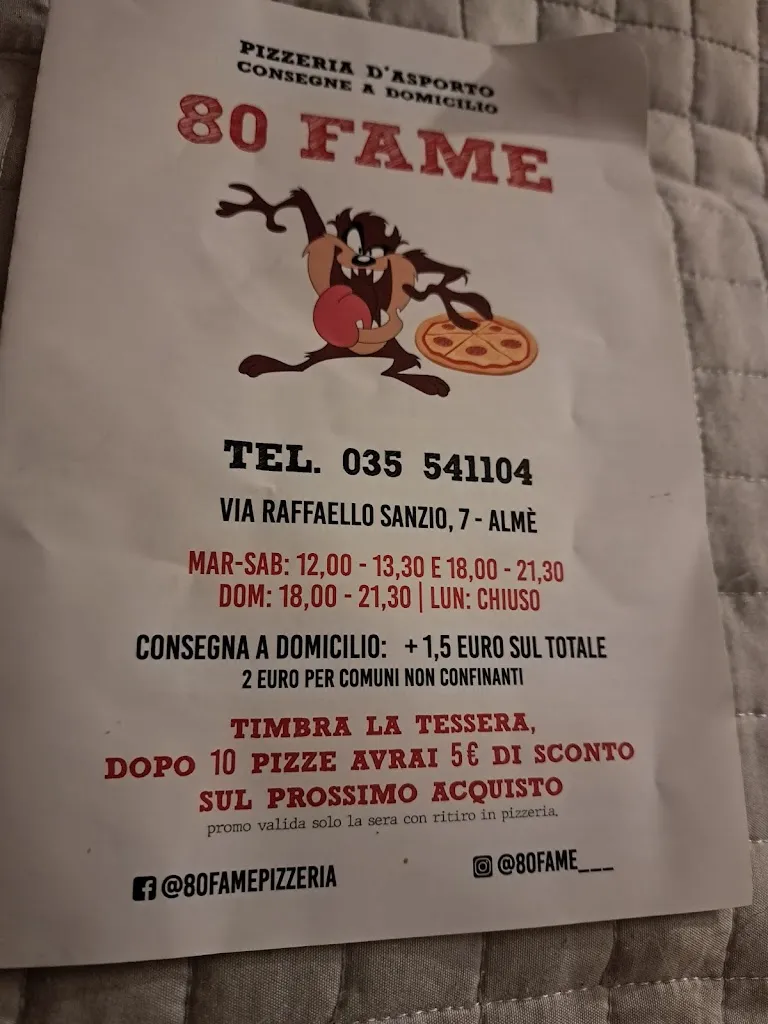 PIZZERIA D'ASPORTO
CONSEGNE A DOMICILIO
80 FAME
TEL. 035 541104
VIA RAFFAELLO SANZIO, 7 - ALMÈ
MAR-SAB: 12,00 - 13,30 E 18,00 - 21,30
DOM: 18,00 - 21,30 | LUN: CHIUSO
CONSEGNA A DOMICILIO: + 1,5 EURO SUL TOTALE
2 EURO PER COMUNI NON CONFINANTI
TIMBRA LA TESSERA,
DOPO 10 PIZZE AVRAI 5€ DI SCONTO
SUL PROSSIMO ACQUISTO
promo valida solo la sera con ritiro in pizzeria.
@80FAMEPIZZERIA
@80FAME___